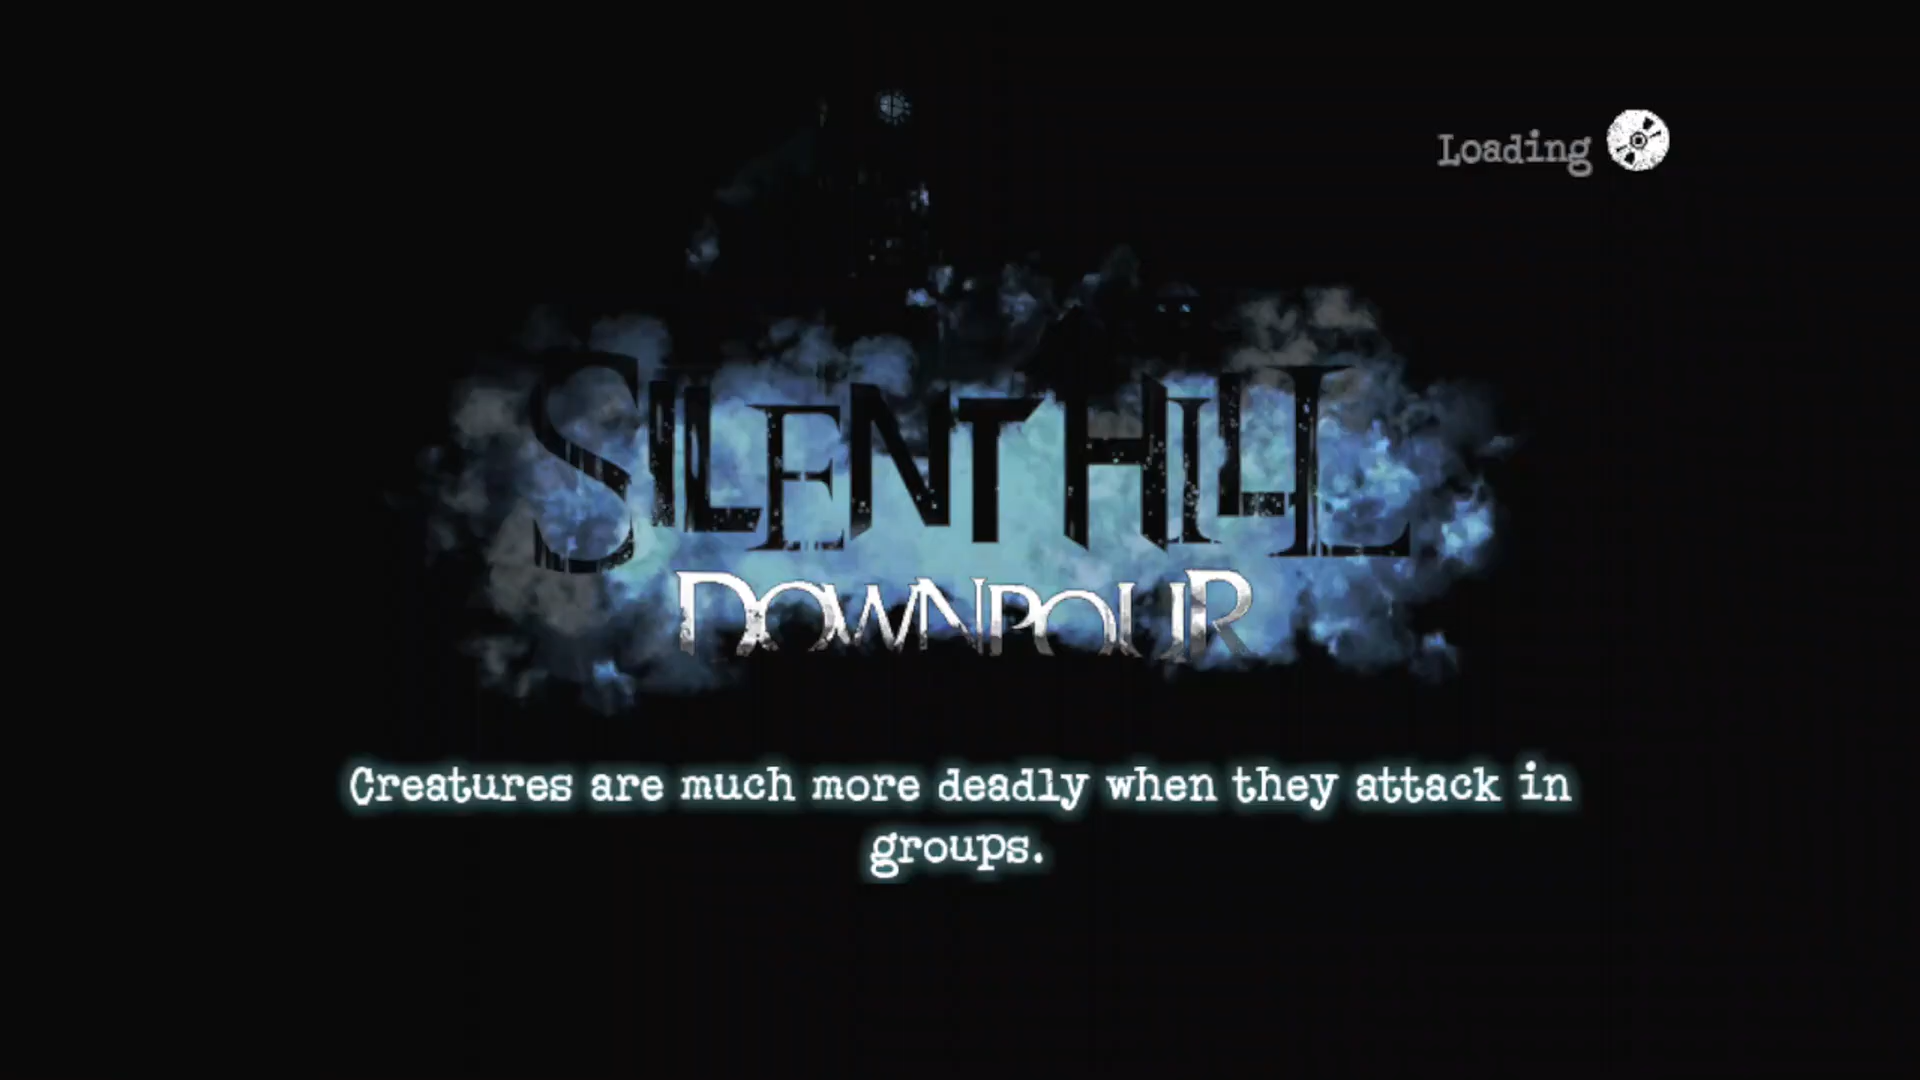 Loading
SILENT HILL
DOWNPOUR
Creatures are much more deadly when they attack in
groups.